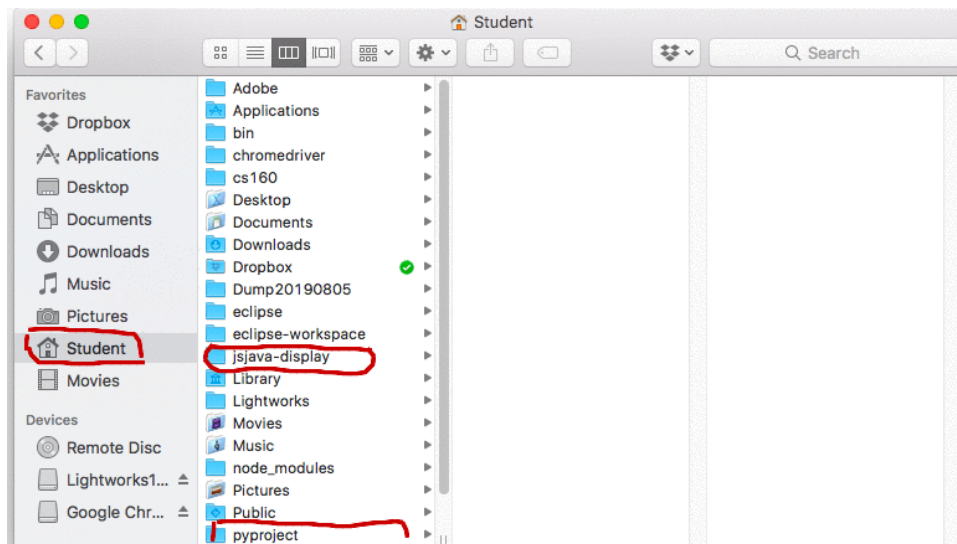 Student
Search
Favorites
Dropbox
Applications
Desktop
Documents
Downloads
Music
Pictures
Student
Movies
Devices
Remote Disc
Lightworks1...
Google Chr...
Adobe
Applications
bin
chromedriver
cs160
Desktop
Documents
Downloads
Dropbox
Dump20190805
eclipse
eclipse-workspace
jsjava-display
Library
Lightworks
Movies
Music
node_modules
Pictures
Public
pyproject